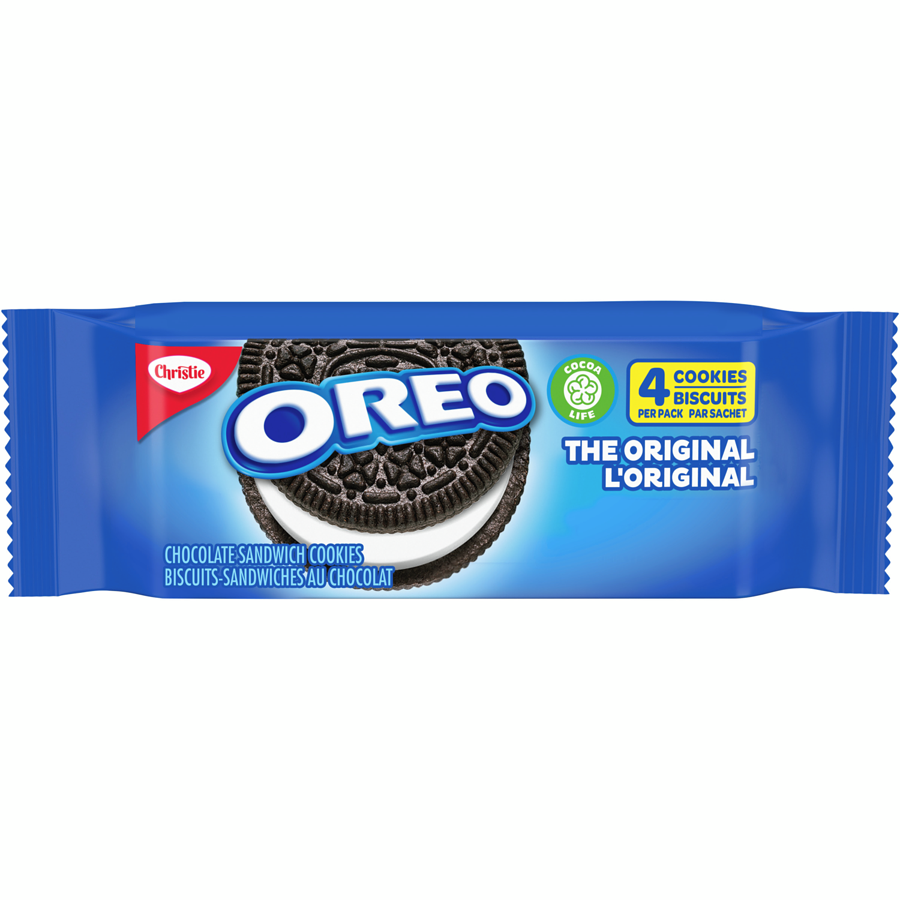 Christie
OREO
COCOA
LIFE
4 COOKIES
BISCUITS
PER PACK PAR SACHET
THE ORIGINAL
L'ORIGINAL
CHOCOLATE SANDWICH COOKIES
BISCUITS-SANDWICHES AU CHOCOLAT